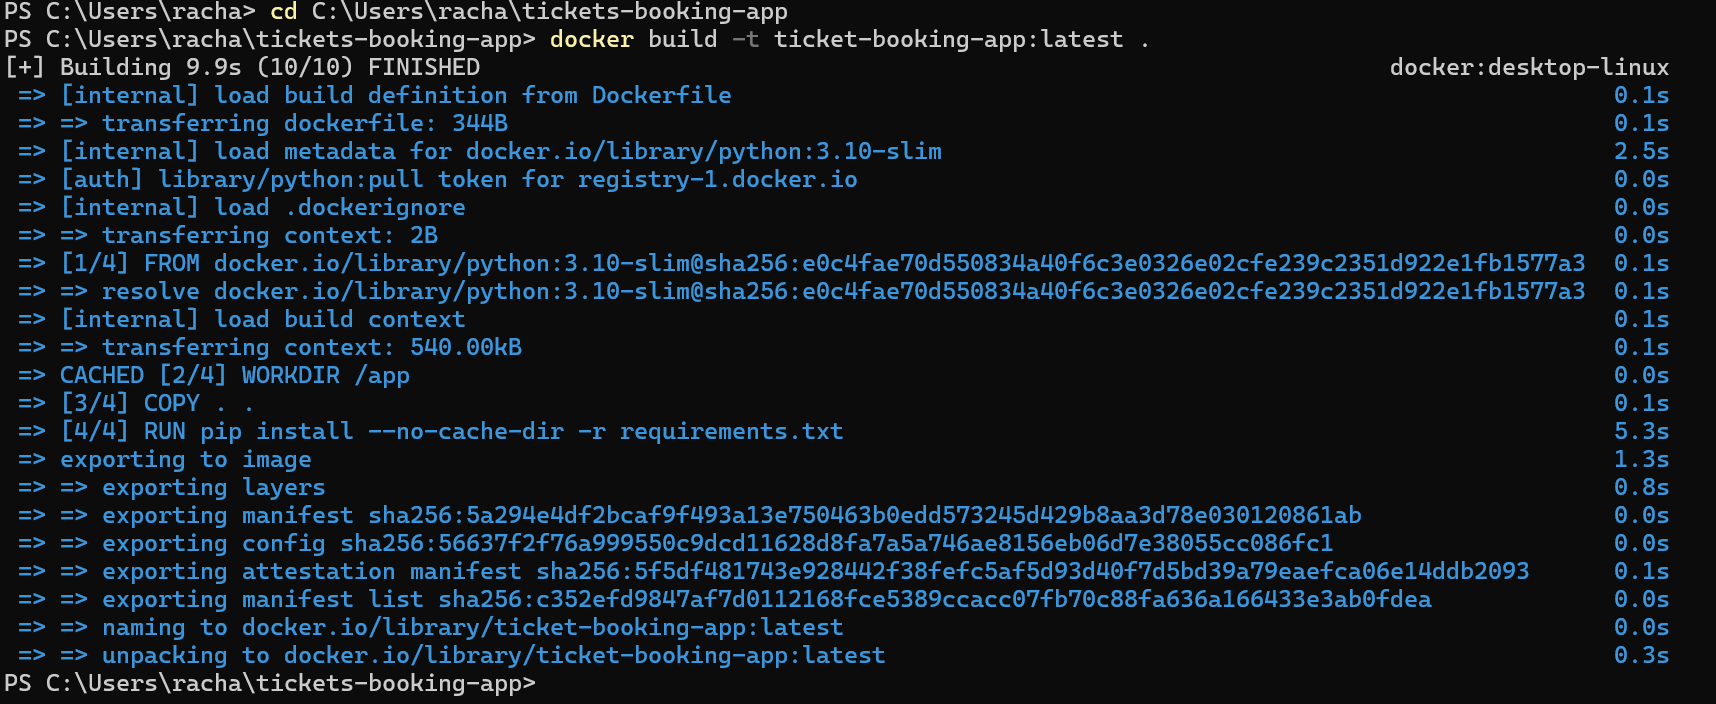 PS C:\Users\racha> cd C:\Users\racha\tickets-booking-app
PS C:\Users\racha\tickets-booking-app> docker build -t ticket-booking-app:latest .
[+] Building 9.9s (10/10) FINISHED docker:desktop-linux
=> [internal] load build definition from Dockerfile 0.1s
=> => transferring dockerfile: 344B 0.1s
=> [internal] load metadata for docker.io/library/python:3.10-slim 2.5s
=> [auth] library/python:pull token for registry-1.docker.io 0.0s
=> [internal] load .dockerignore 0.0s
=> => transferring context: 2B 0.0s
=> [1/4] FROM docker.io/library/python:3.10-slim@sha256:e0c4fae70d550834a40f6c3e0326e02cfe239c2351d922e1fb1577a3 0.1s
=> => resolve docker.io/library/python:3.10-slim@sha256:e0c4fae70d550834a40f6c3e0326e02cfe239c2351d922e1fb1577a3 0.1s
=> [internal] load build context 0.1s
=> => transferring context: 540.00kB 0.1s
=> CACHED [2/4] WORKDIR /app 0.0s
=> [3/4] COPY . . 0.1s
=> [4/4] RUN pip install --no-cache-dir -r requirements.txt 5.3s
=> exporting to image 1.3s
=> => exporting layers 0.8s
=> => exporting manifest sha256:5a294e4df2bcaf9f493a13e750463b0edd573245d429b8aa3d78e030120861ab 0.0s
=> => exporting config sha256:56637f2f76a999550c9dcd11628d8fa7a5a746ae8156eb06d7e38055cc086fc1 0.0s
=> => exporting attestation manifest sha256:5f5df481743e928442f38fefc5af5d93d40f7d5bd39a79eaefca06e14ddb2093 0.1s
=> => exporting manifest list sha256:c352efd9847af7d0112168fce5389ccacc07fb70c88fa636a166433e3ab0fdea 0.0s
=> => naming to docker.io/library/ticket-booking-app:latest 0.0s
=> => unpacking to docker.io/library/ticket-booking-app:latest 0.3s
PS C:\Users\racha\tickets-booking-app>